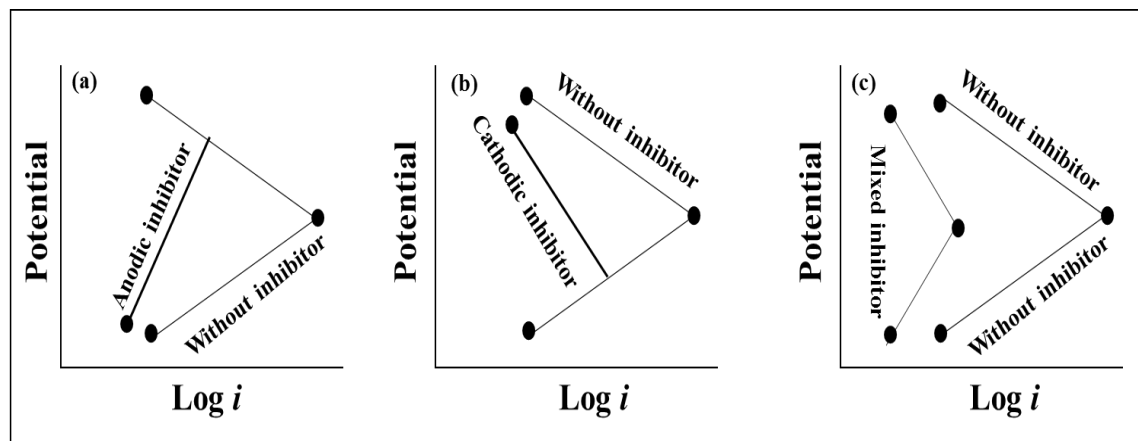 (a)
Potential
Anodic inhibitor
Without inhibitor
Log i
(b)
Potential
Without inhibitor
Cathodic inhibitor
Log i
(c)
Potential
Without inhibitor
Mixed inhibitor
Without inhibitor
Log i